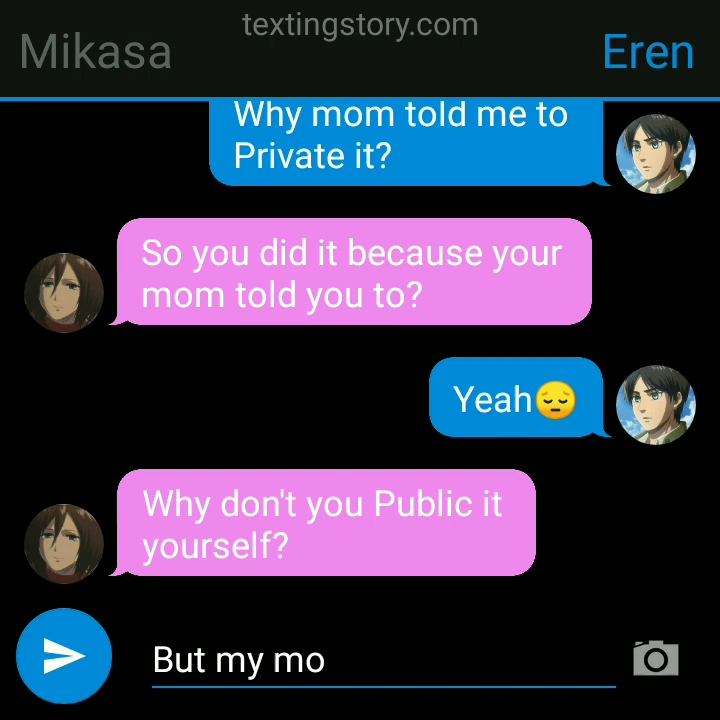 textingstory.com
Mikasa
Eren
Why mom told me to
Private it?
So you did it because your
mom told you to?
Yeah😔
Why don't you Public it
yourself?
But my mo